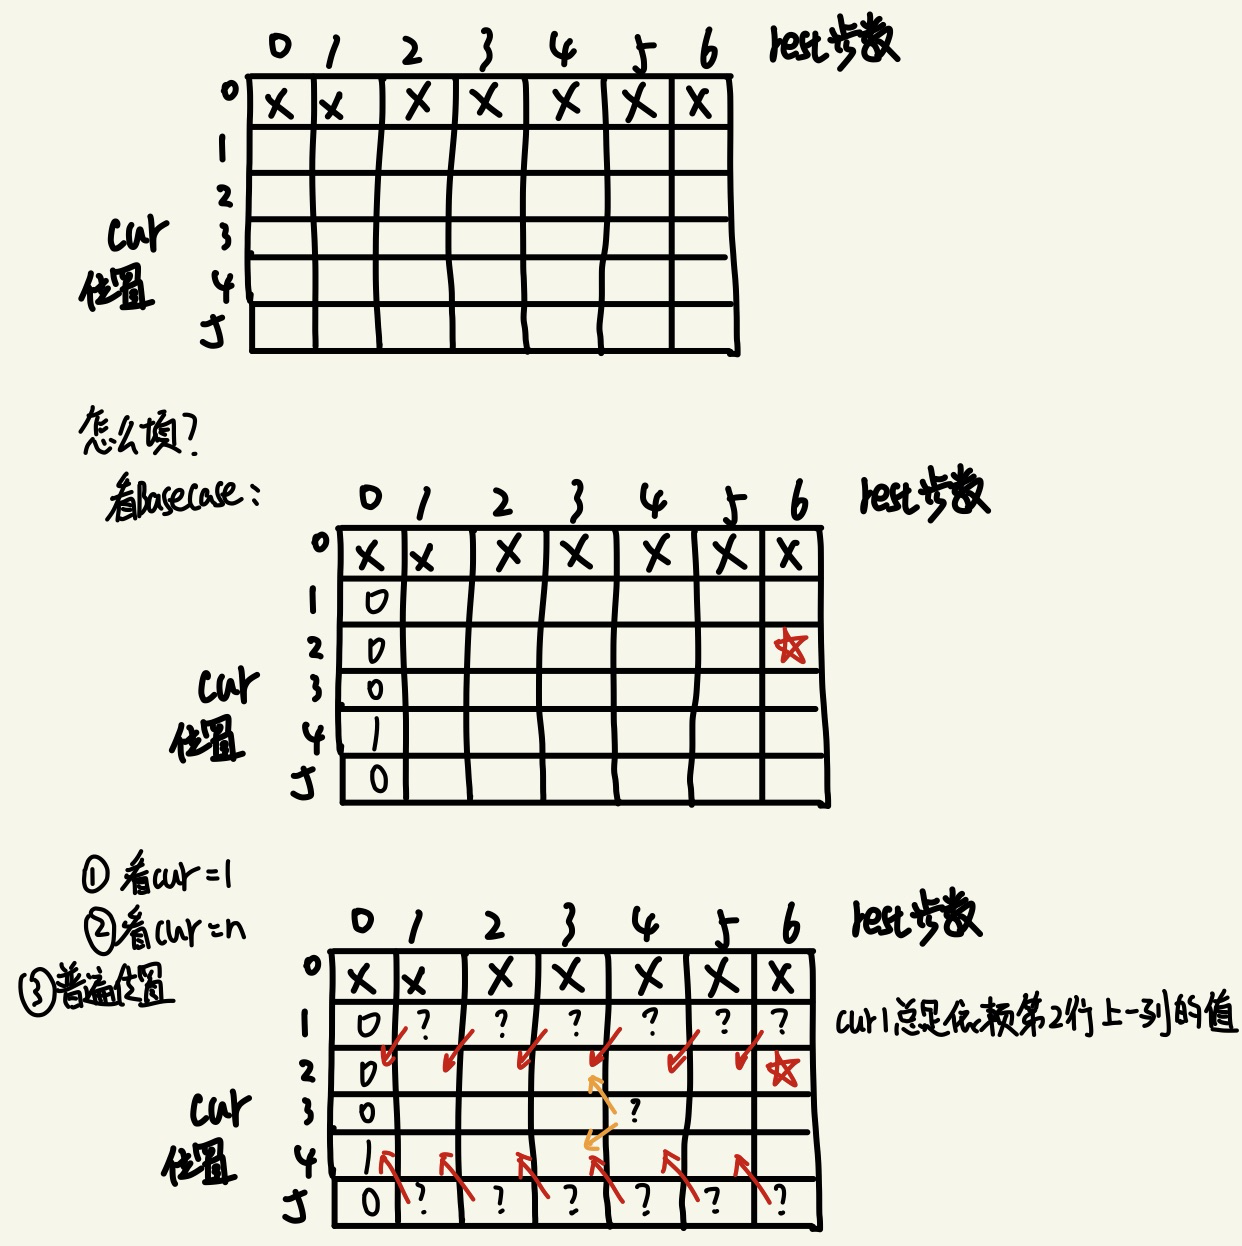 0 1 2 3 4 5 6 rest步数
0 X X X X X X X
1
2
cur 3
位置 4
5
怎么填?
看Basecase:
0 1 2 3 4 5 6 rest步数
0 X X X X X X X
1 0
2 0
cur 3 0
位置 4 1
5 0
① 看cur=1
② 看cur=n
③ 普遍位置
0 1 2 3 4 5 6 rest步数
0 X X X X X X X
1 0 ? ? ? ? ? ? cur1总是依赖第2行上一列的值
2 0
cur 3 0 ?
位置 4 1
5 0 ? ? ? ? ? ?